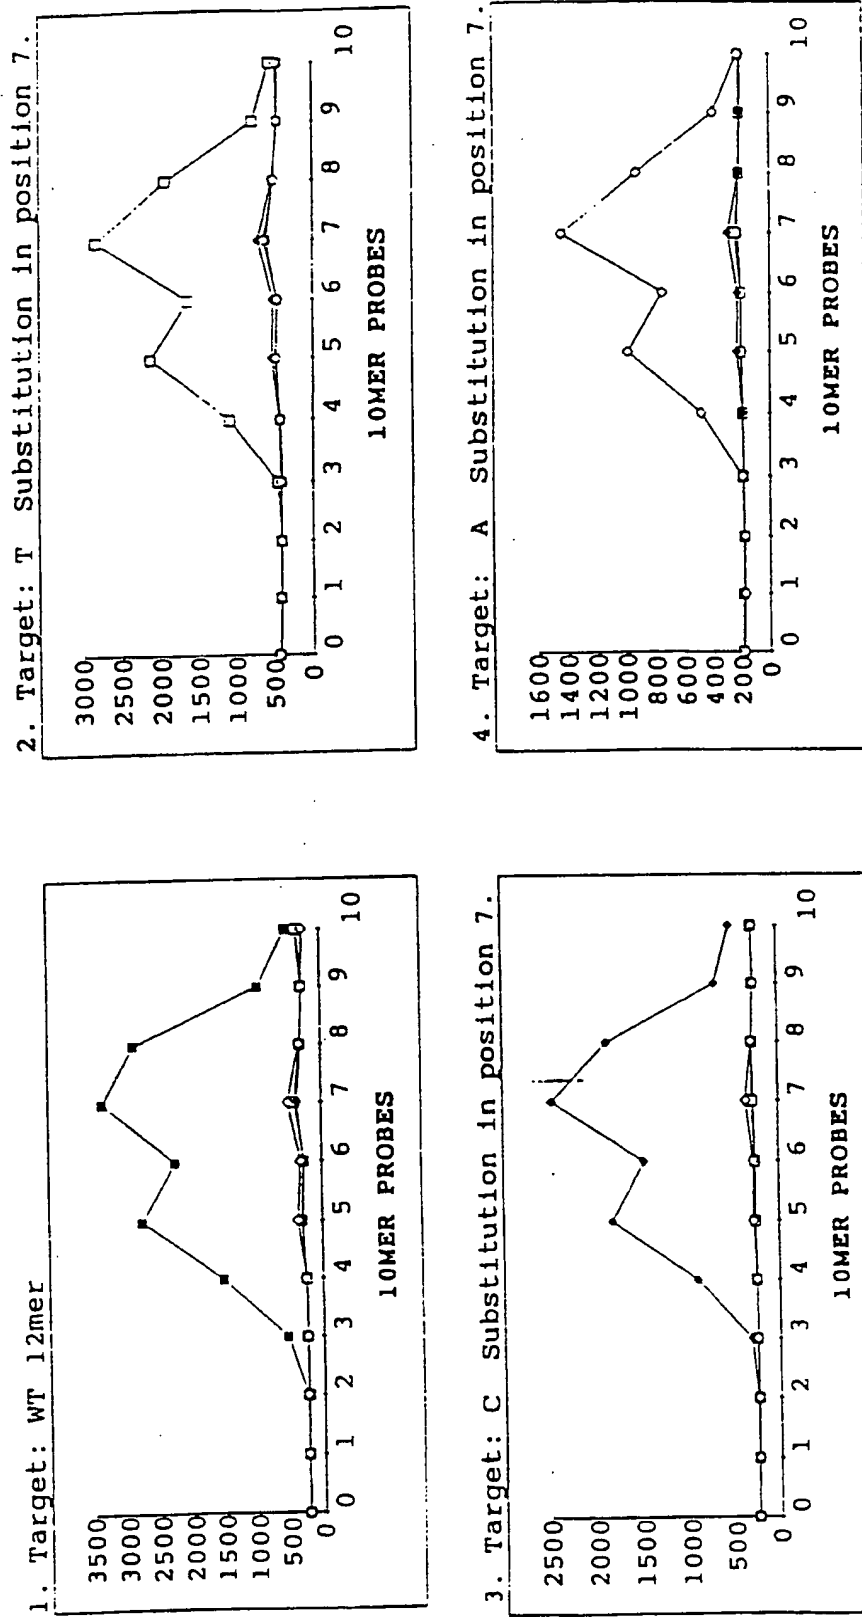 1. Target: WT 12mer
3500
3000
2500
2000
1500
1000
500
0
0 1 2 3 4 5 6 7 8 9 10
10MER PROBES
2. Target: T Substitution in position 7.
3000
2500
2000
1500
1000
500
0
0 1 2 3 4 5 6 7 8 9 10
10MER PROBES
3. Target: C Substitution in position 7.
2500
2000
1500
1000
500
0
0 1 2 3 4 5 6 7 8 9 10
10MER PROBES
4. Target: A Substitution in position 7.
1600
1400
1200
1000
800
600
400
200
0
0 1 2 3 4 5 6 7 8 9 10
10MER PROBES